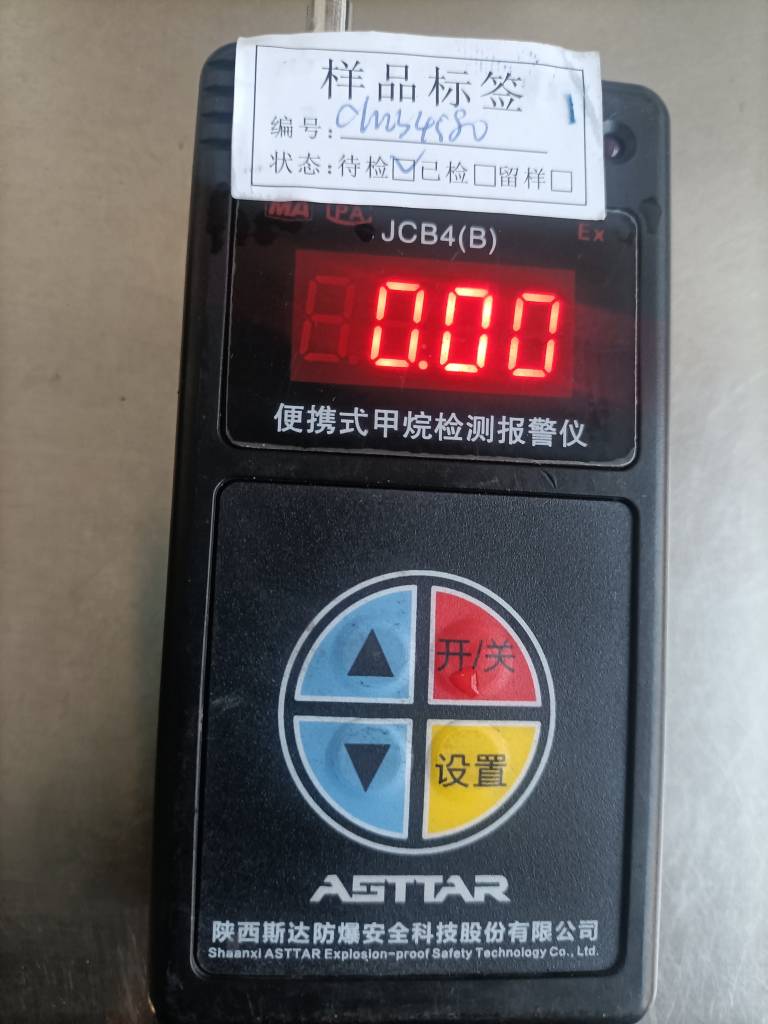 样品标签
编号:
状态:待检☑已检□留样□
MA PA
JCB4(B)
Ex
0.00
便携式甲烷检测报警仪
▲ 开/关
▼ 设置
ASTTAR
陕西斯达防爆安全科技股份有限公司
Shaanxi ASTTAR Explosion-proof Safety Technology Co., Ltd.